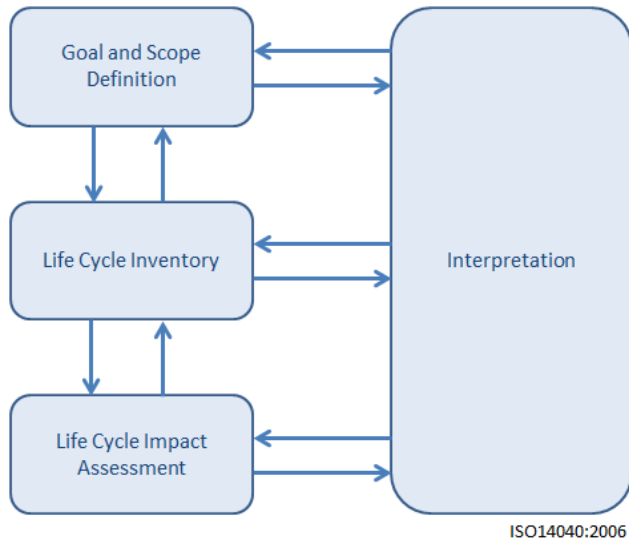 Goal and Scope
Definition
Life Cycle Inventory
Interpretation
Life Cycle Impact
Assessment
ISO14040:2006